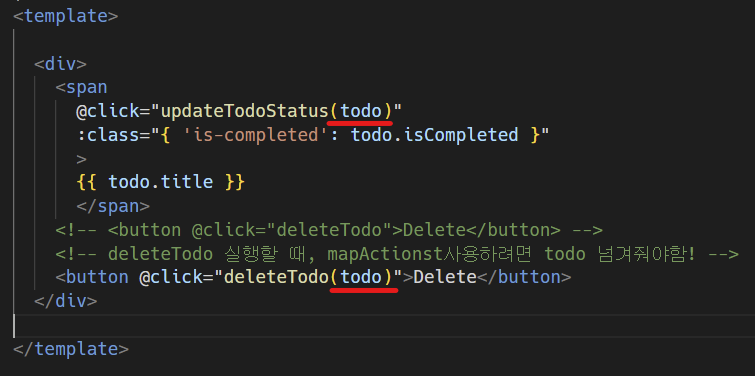 <template>
<div>
<span
@click="updateTodoStatus(todo)"
:class="{ 'is-completed': todo.isCompleted }"
>
{{ todo.title }}
</span>
<!-- <button @click="deleteTodo">Delete</button> -->
<!-- deleteTodo 실행할 때, mapActionst사용하려면 todo 넘겨줘야함! -->
<button @click="deleteTodo(todo)">Delete</button>
</div>
</template>